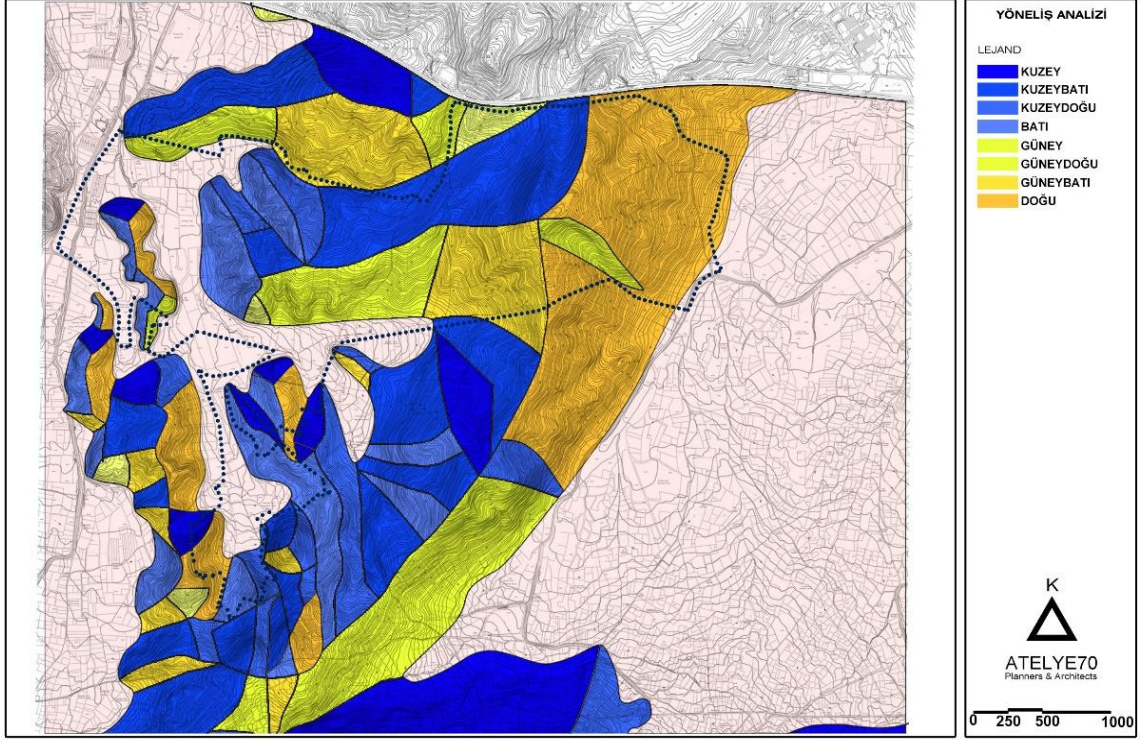 YÖNELİŞ ANALİZİ
LEJAND
KUZEY
KUZEYBATI
KUZEYDOĞU
BATI
GÜNEY
GÜNEYDOĞU
GÜNEYBATI
DOĞU
K
ATELYE70
Planners & Architects
0 250 500 1000